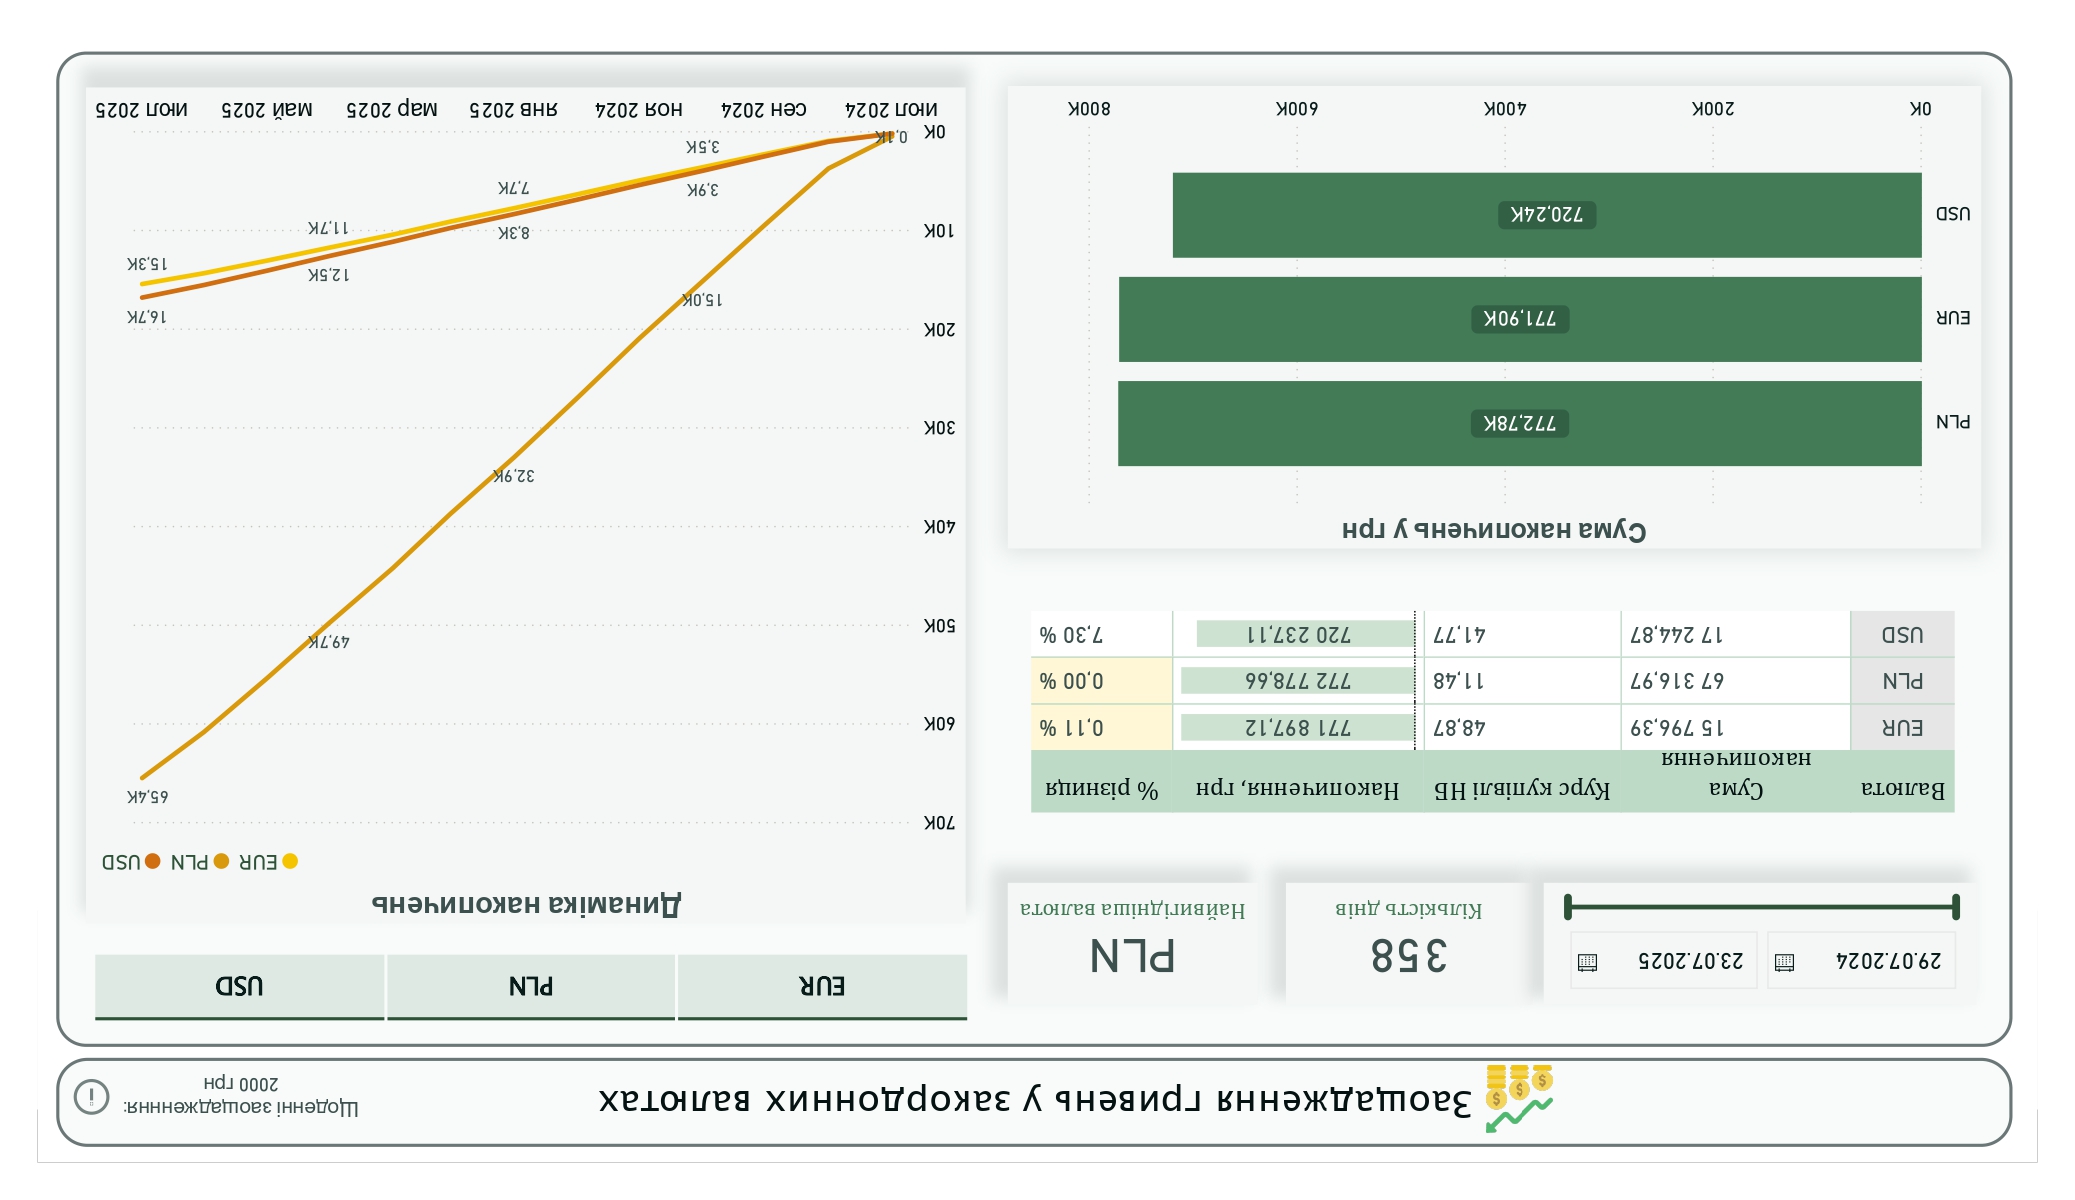 Заощадження гривень у закордонних валютах
Щоденні заощадженння:
2000 грн
29.07.2024
23.07.2025
358
Кількість днів
PLN
Найвигідніша валюта
EUR PLN USD
Валюта Сума накопичення Курс купівлі НБ Накопичення, грн % різниця
EUR 15 796,39 48,87 771 897,12 0,11 %
PLN 67 316,97 11,48 772 778,66 0,00 %
USD 17 244,87 41,77 720 237,11 7,30 %
Сума накопичень у грн
PLN 772,78K
EUR 771,90K
USD 720,24K
0K 200K 400K 600K 800K
Динаміка накопичень
EUR PLN USD
70K
65,4K
60K
49,7K
50K
40K
32,9K
30K
20K
15,0K
16,7K
12,5K
15,3K
10K
8,3K
11,7K
3,9K
7,7K
3,5K
0K
0,1K
июл 2024 сен 2024 ноя 2024 янв 2025 мар 2025 май 2025 июл 2025